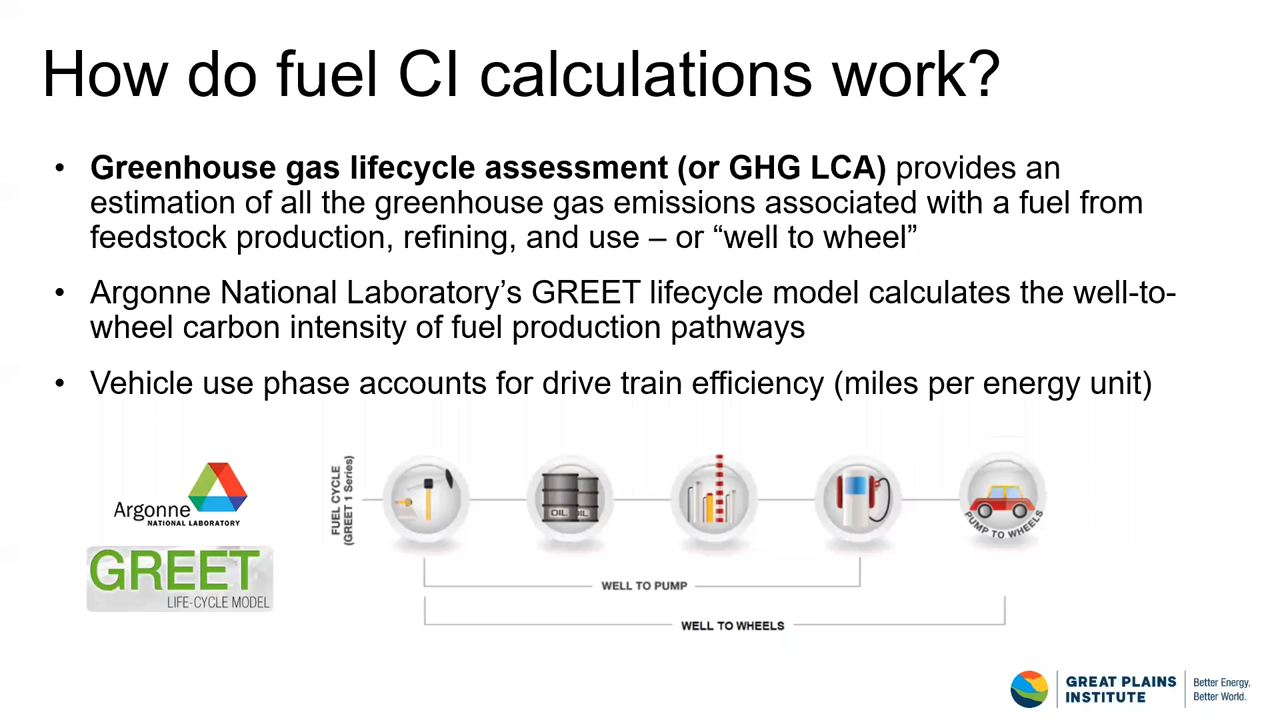 How do fuel CI calculations work?
• Greenhouse gas lifecycle assessment (or GHG LCA) provides an
estimation of all the greenhouse gas emissions associated with a fuel from
feedstock production, refining, and use – or “well to wheel”
• Argonne National Laboratory’s GREET lifecycle model calculates the well-to-
wheel carbon intensity of fuel production pathways
• Vehicle use phase accounts for drive train efficiency (miles per energy unit)
Argonne
NATIONAL LABORATORY
GREET
LIFE-CYCLE MODEL
FUEL CYCLE
(GREET 1 Series)
OIL
OIL
PUMP TO WHEELS
WELL TO PUMP
WELL TO WHEELS
GREAT PLAINS
INSTITUTE
Better Energy.
Better World.